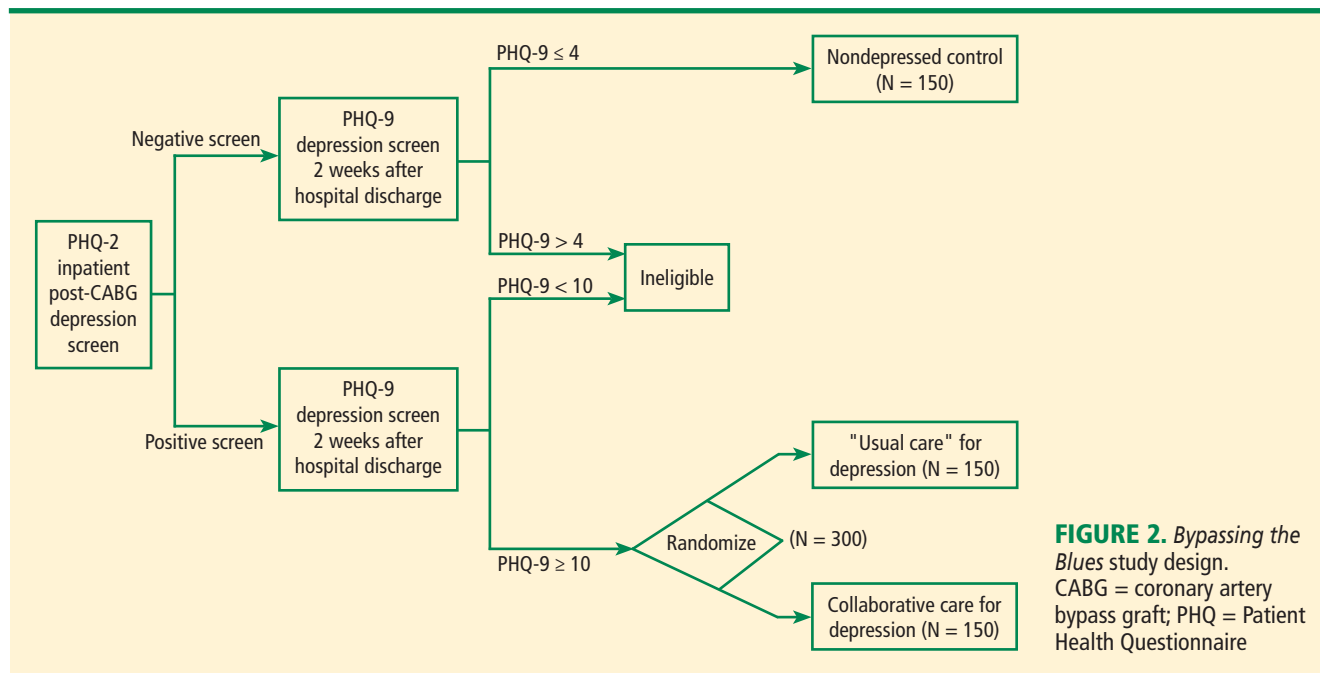 PHQ-2
inpatient
post-CABG
depression
screen
Negative screen
PHQ-9
depression screen
2 weeks after
hospital discharge
PHQ-9 ≤ 4
Nondepressed control
(N = 150)
PHQ-9 > 4
Ineligible
PHQ-9 < 10
Positive screen
PHQ-9
depression screen
2 weeks after
hospital discharge
PHQ-9 ≥ 10
Randomize
(N = 300)
"Usual care" for
depression (N = 150)
Collaborative care for
depression (N = 150)
FIGURE 2. Bypassing the
Blues study design.
CABG = coronary artery
bypass graft; PHQ = Patient
Health Questionnaire